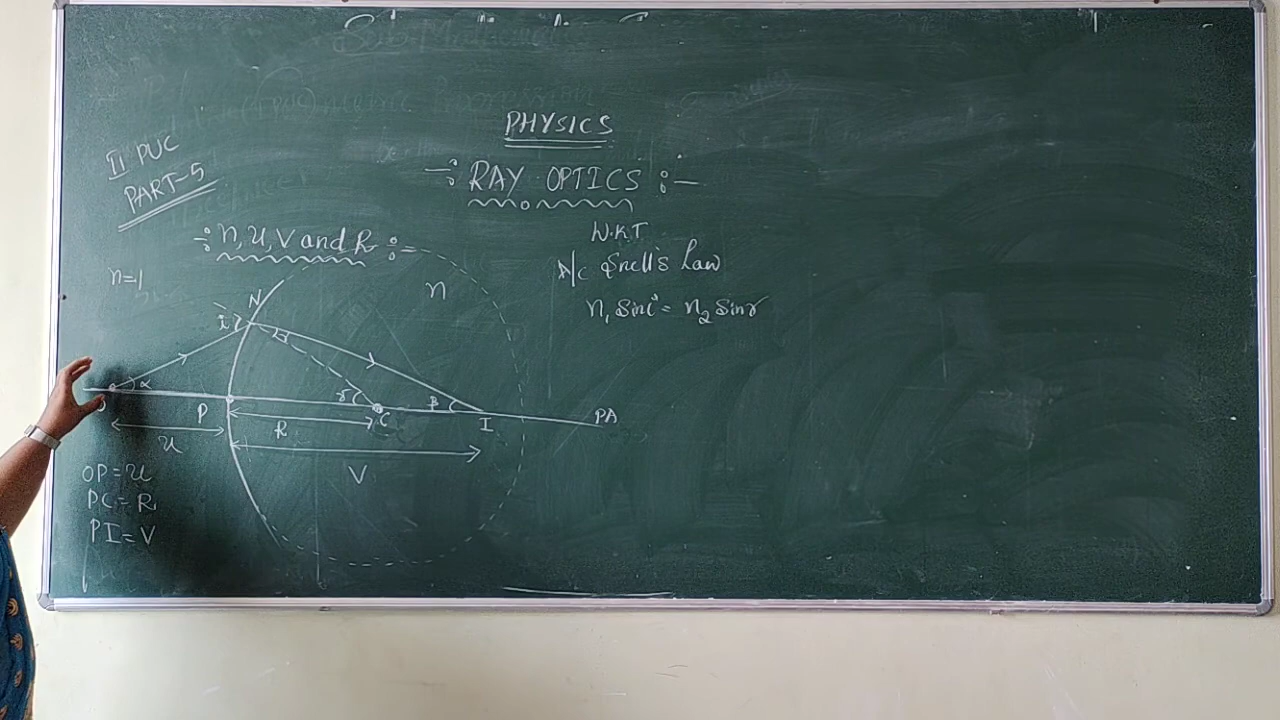 II PUC
PART-5
PHYSICS
-: RAY OPTICS :-
-: n, u, v and R :-
W.K.T
A/c Snell's Law
n₁ sin i = n₂ sin r
n=1
n
N
i
α
γ
β
O
P
C
I
PA
u
R
V
OP = u
PC = R
PI = V